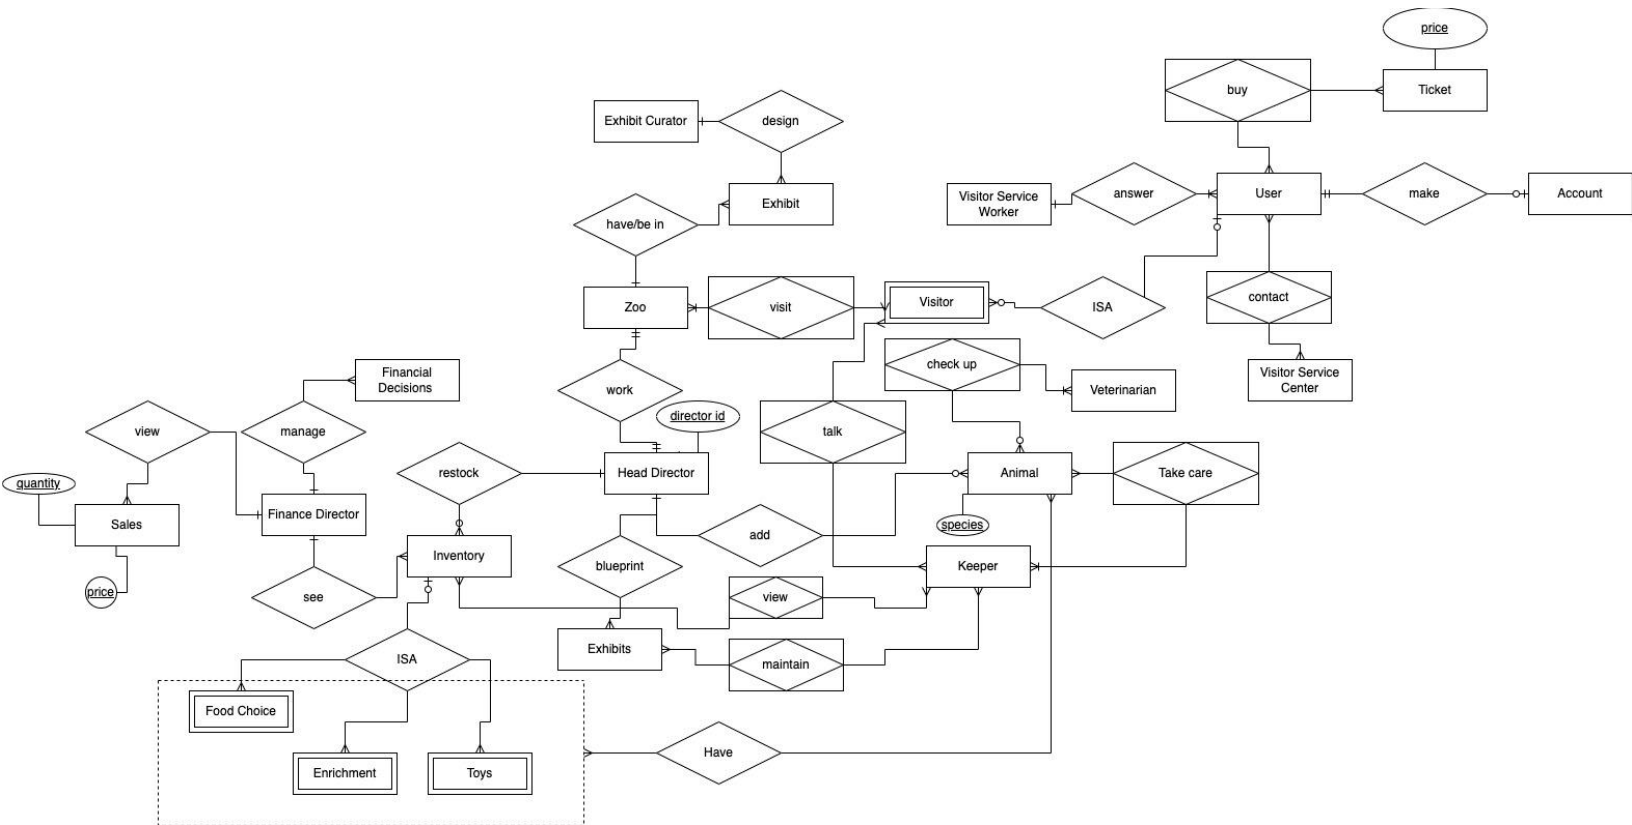 price
buy
Ticket
Exhibit Curator
design
Visitor Service
Worker
answer
User
make
Account
Exhibit
have/be in
Zoo
visit
Visitor
ISA
contact
check up
Veterinarian
Visitor Service
Center
Financial
Decisions
work
director id
view
manage
talk
restock
Head Director
Animal
Take care
quantity
Sales
Finance Director
species
add
Inventory
blueprint
Keeper
price
see
view
Exhibits
maintain
ISA
Food Choice
Enrichment
Toys
Have